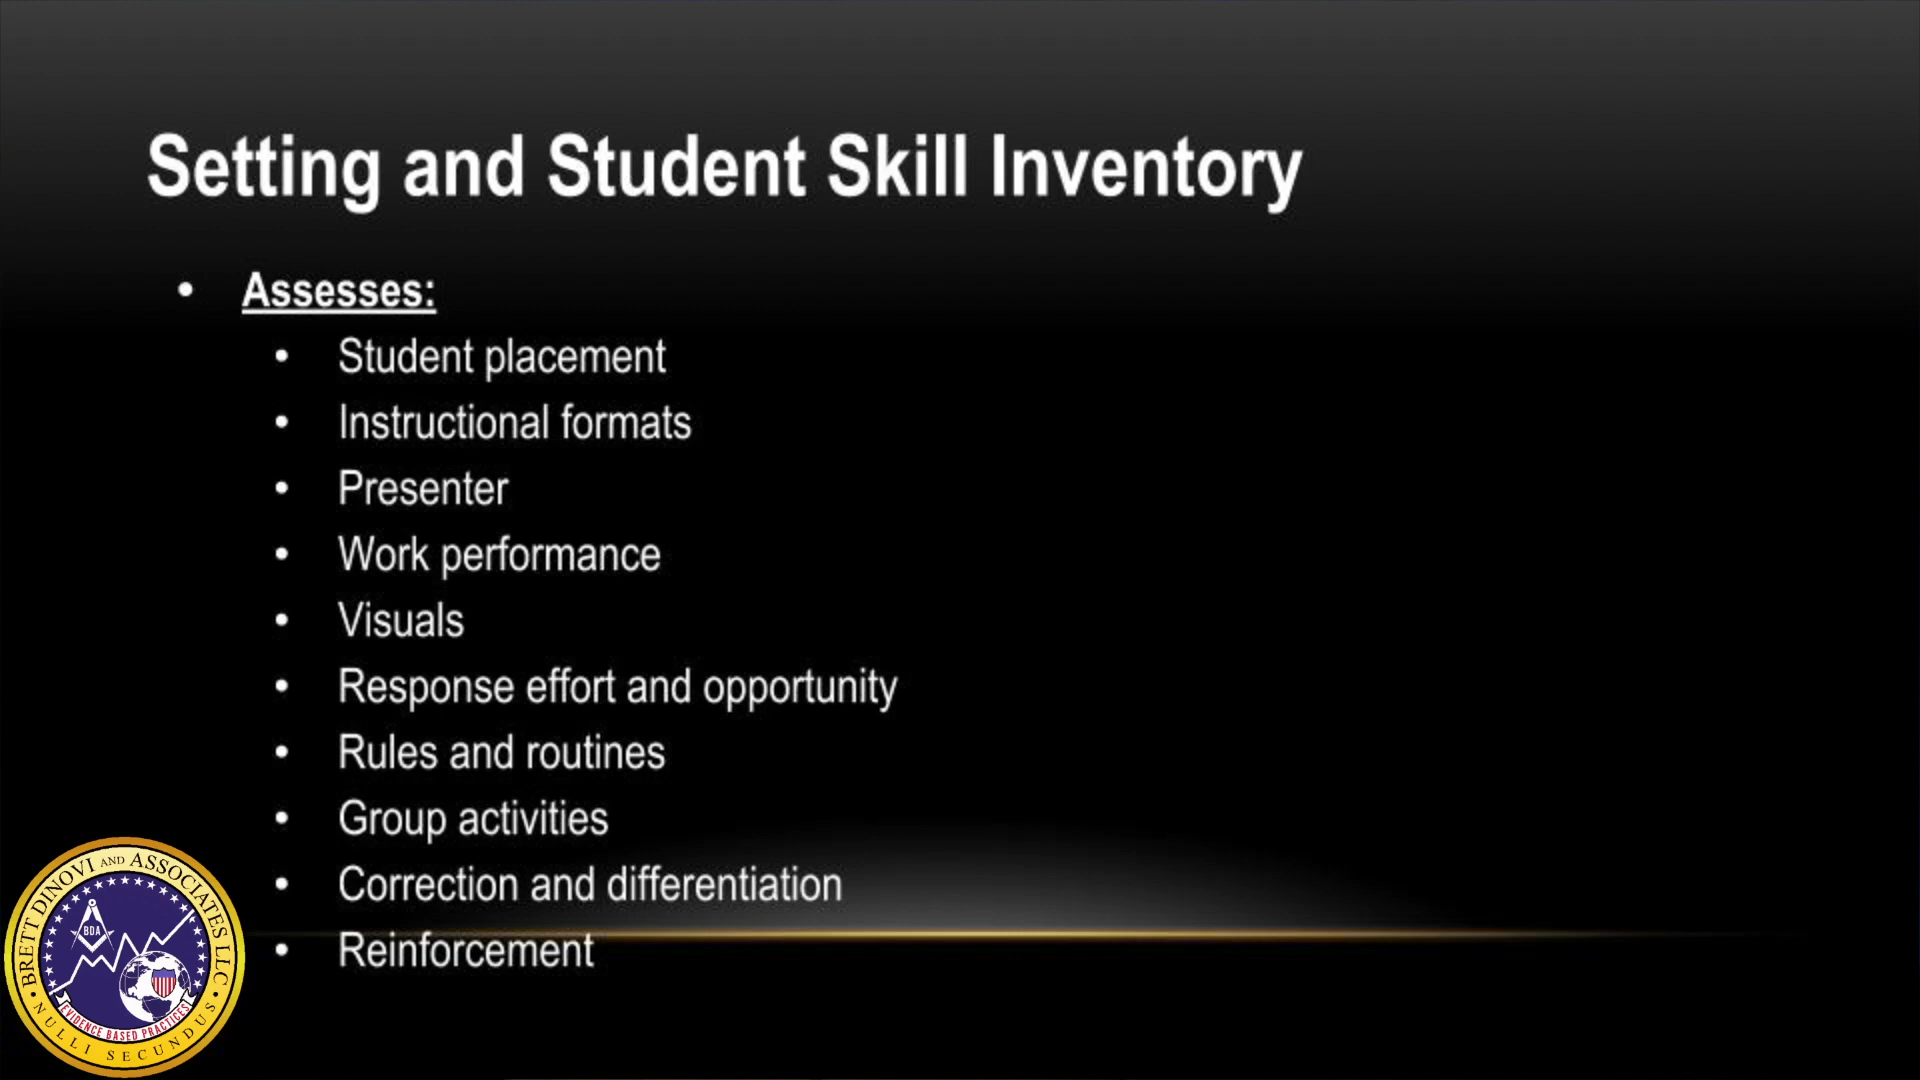 Setting and Student Skill Inventory
• Assesses:
• Student placement
• Instructional formats
• Presenter
• Work performance
• Visuals
• Response effort and opportunity
• Rules and routines
• Group activities
• Correction and differentiation
• Reinforcement
BRETT DINOVI AND ASSOCIATES LLC
BDA
EVIDENCE BASED PRACTICES
• NULLI SECUNDUS •